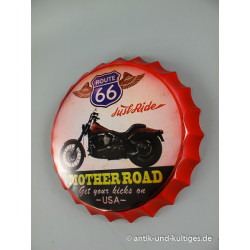 ROUTE
66
Just Ride
MOTHER ROAD
Get your kicks on
~USA~
© antik-und-kultiges.de